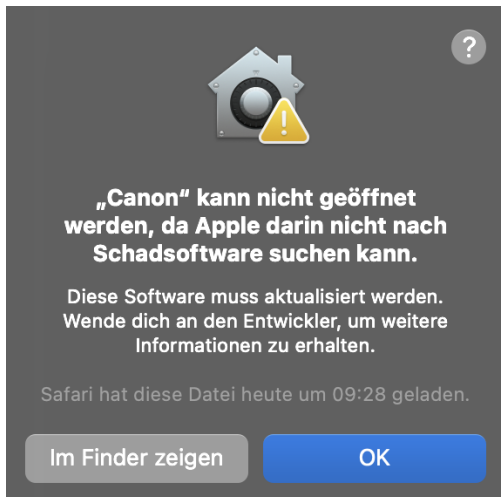 ?
„Canon“ kann nicht geöffnet
werden, da Apple darin nicht nach
Schadsoftware suchen kann.
Diese Software muss aktualisiert werden.
Wende dich an den Entwickler, um weitere
Informationen zu erhalten.
Safari hat diese Datei heute um 09:28 geladen.
Im Finder zeigen
OK